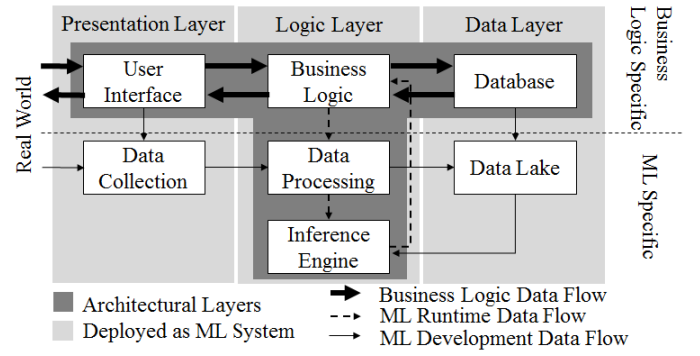 Presentation Layer
Logic Layer
Data Layer
Business
Logic Specific
User
Interface
Business
Logic
Database
Real World
Data
Collection
Data
Processing
Data Lake
ML
Specific
Inference
Engine
Architectural Layers
Deployed as ML System
Business Logic Data Flow
ML Runtime Data Flow
ML Development Data Flow